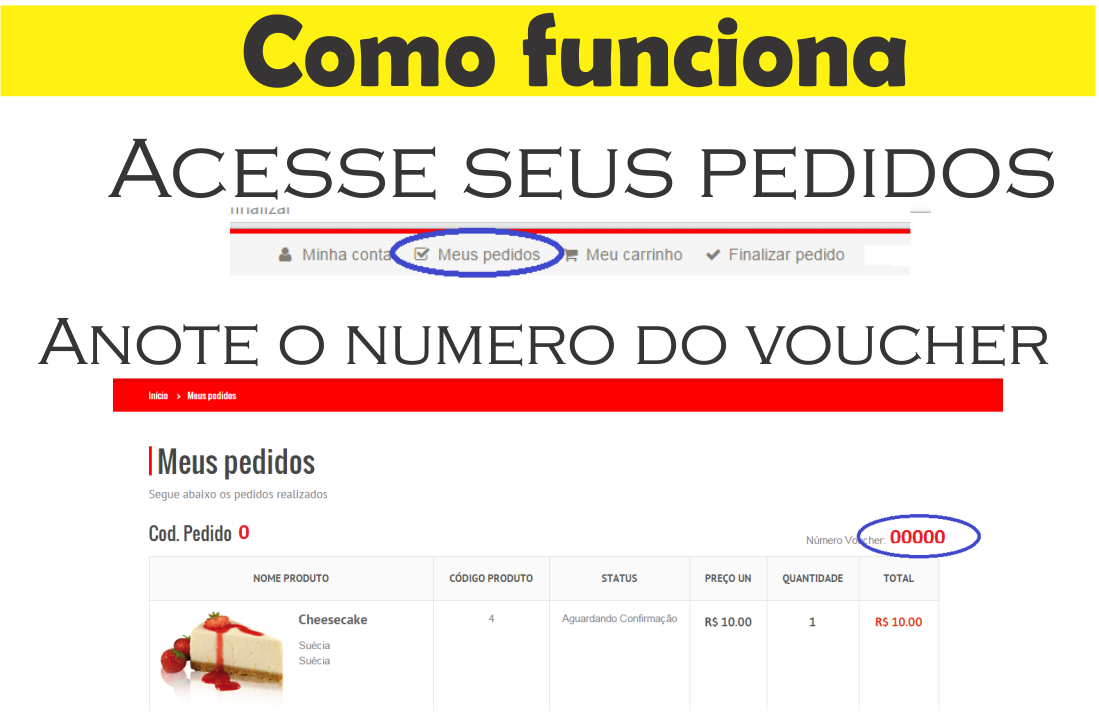 Como funciona
ACESSE SEUS PEDIDOS
finalizar
Minha conta Meus pedidos Meu carrinho Finalizar pedido
ANOTE O NUMERO DO VOUCHER
Início > Meus pedidos
Meus pedidos
Segue abaixo os pedidos realizados
Cod. Pedido 0
Número Voucher: 00000
NOME PRODUTO CÓDIGO PRODUTO STATUS PREÇO UN QUANTIDADE TOTAL
Cheesecake 4 Aguardando Confirmação R$ 10.00 1 R$ 10.00
Suécia
Suécia